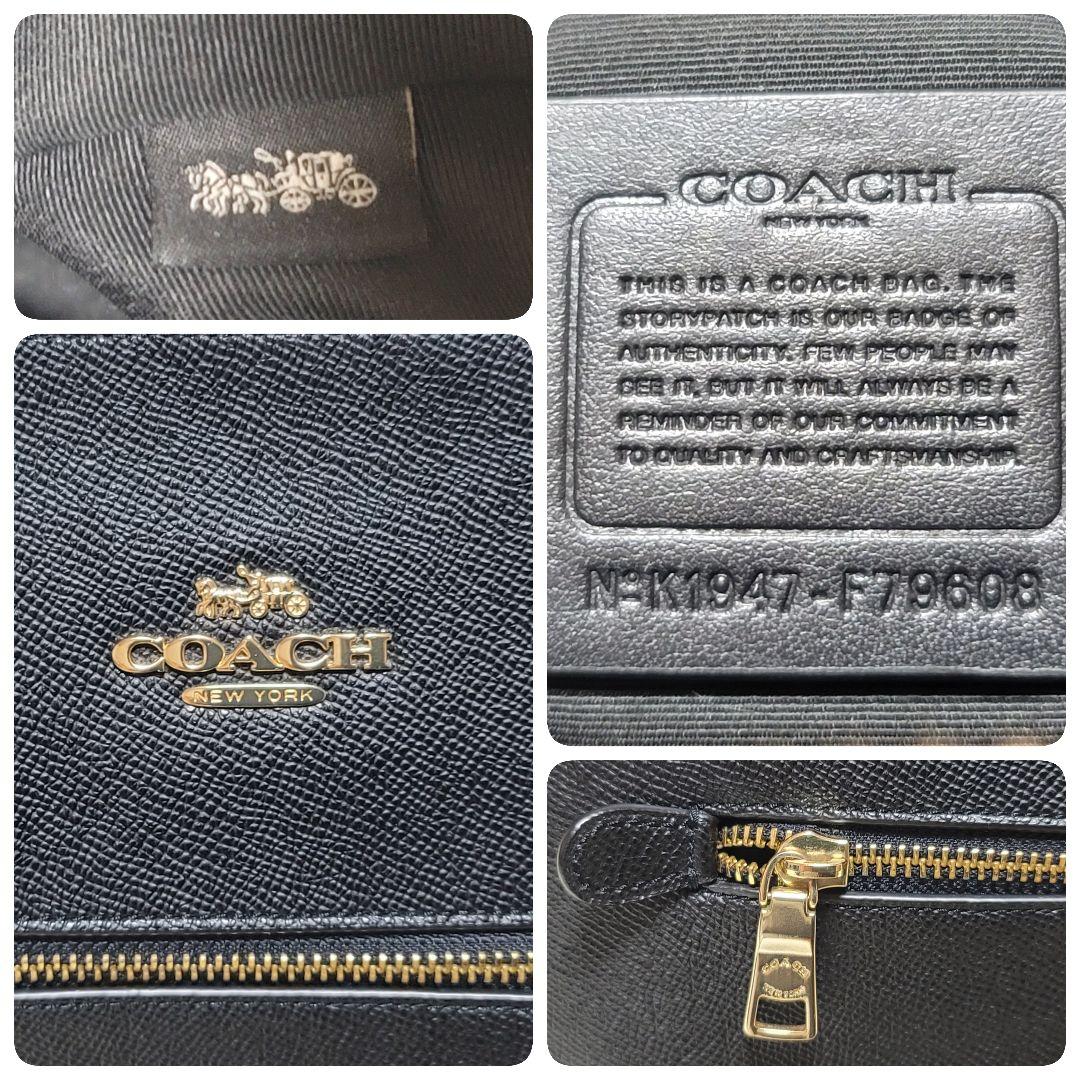 COACH
NEW YORK
THIS IS A COACH BAG. THE
STORYPATCH IS OUR BADGE OF
AUTHENTICITY. FEW PEOPLE MAY
SEE IT, BUT IT WILL ALWAYS BE A
REMINDER OF OUR COMMITMENT
TO QUALITY AND CRAFTSMANSHIP.
Nº K1947-F79608
COACH
NEW YORK
COACH
NEW YORK